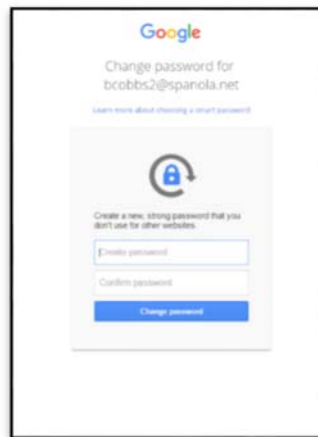 Google
Change password for
bcobbs2@spanola.net
Learn more about choosing a smart password
Create a new, strong password that you
don't use for other websites.
Create password
Confirm password
Change password